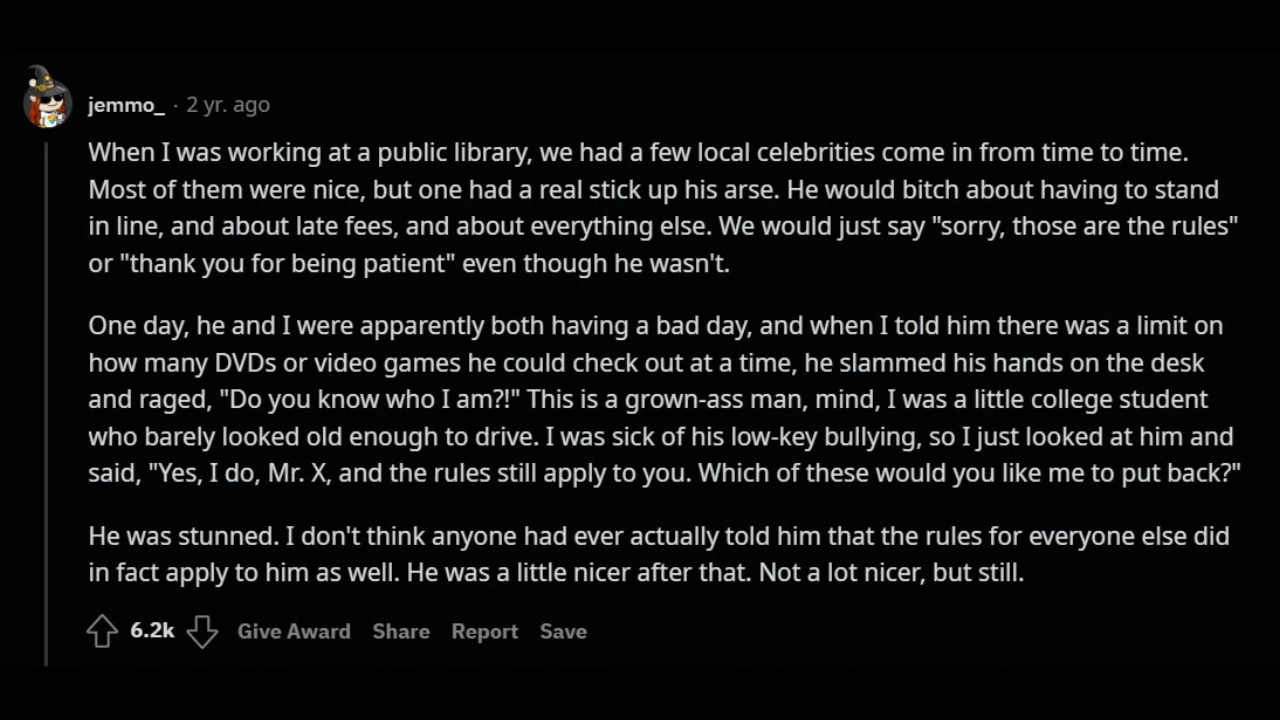 jemmo_ · 2 yr. ago
When I was working at a public library, we had a few local celebrities come in from time to time.
Most of them were nice, but one had a real stick up his arse. He would bitch about having to stand
in line, and about late fees, and about everything else. We would just say "sorry, those are the rules"
or "thank you for being patient" even though he wasn't.
One day, he and I were apparently both having a bad day, and when I told him there was a limit on
how many DVDs or video games he could check out at a time, he slammed his hands on the desk
and raged, "Do you know who I am?!" This is a grown-ass man, mind, I was a little college student
who barely looked old enough to drive. I was sick of his low-key bullying, so I just looked at him and
said, "Yes, I do, Mr. X, and the rules still apply to you. Which of these would you like me to put back?"
He was stunned. I don't think anyone had ever actually told him that the rules for everyone else did
in fact apply to him as well. He was a little nicer after that. Not a lot nicer, but still.
6.2k Give Award Share Report Save